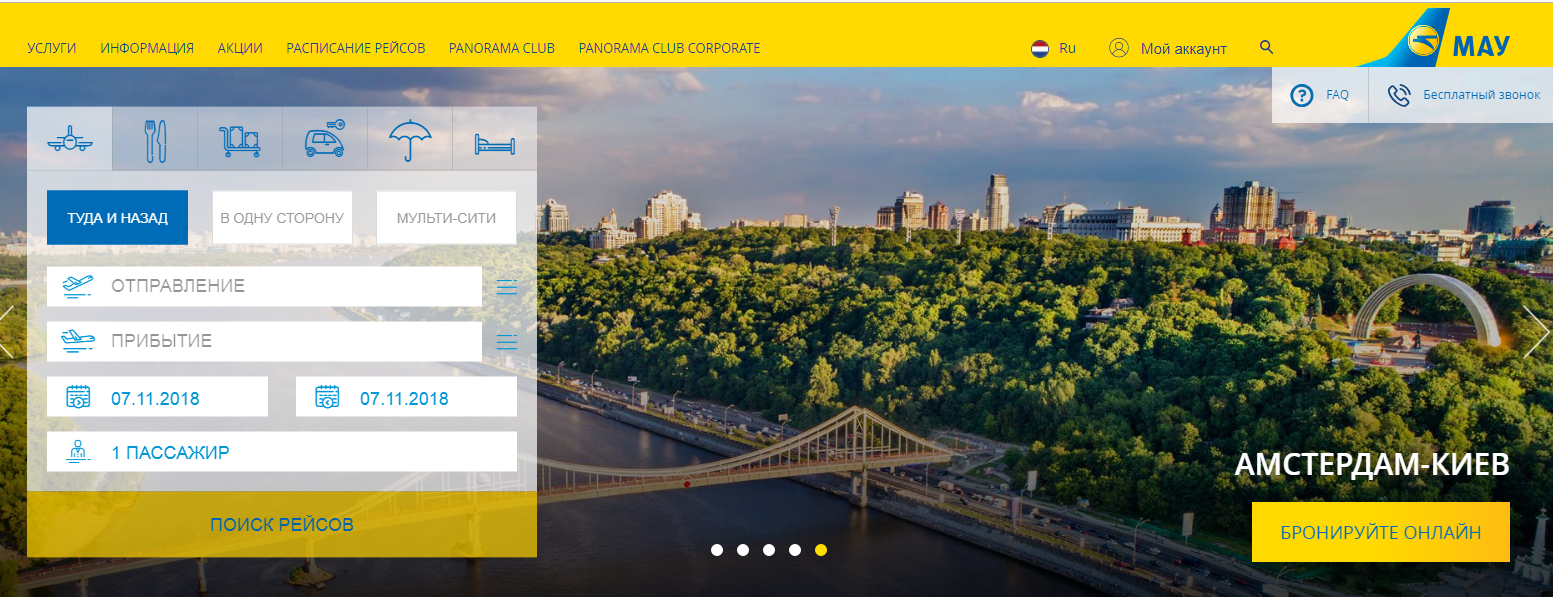 УСЛУГИ ИНФОРМАЦИЯ АКЦИИ РАСПИСАНИЕ РЕЙСОВ PANORAMA CLUB PANORAMA CLUB CORPORATE Ru Мой аккаунт МАУ
FAQ Бесплатный звонок
ТУДА И НАЗАД В ОДНУ СТОРОНУ МУЛЬТИ-СИТИ
ОТПРАВЛЕНИЕ
ПРИБЫТИЕ
07.11.2018 07.11.2018
1 ПАССАЖИР
ПОИСК РЕЙСОВ
АМСТЕРДАМ-КИЕВ
БРОНИРУЙТЕ ОНЛАЙН